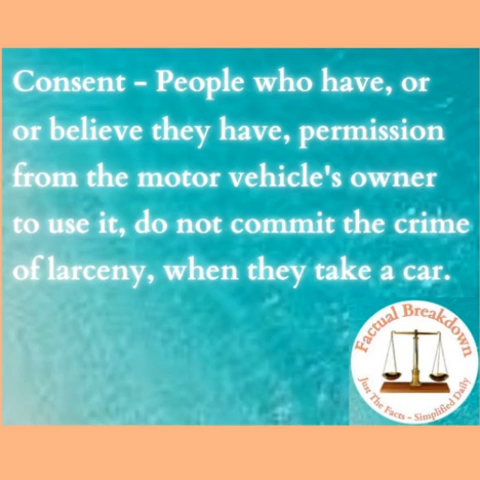 Consent - People who have, or
or believe they have, permission
from the motor vehicle's owner
to use it, do not commit the crime
of larceny, when they take a car.
Factual Breakdown
Just The Facts - Simplified Daily